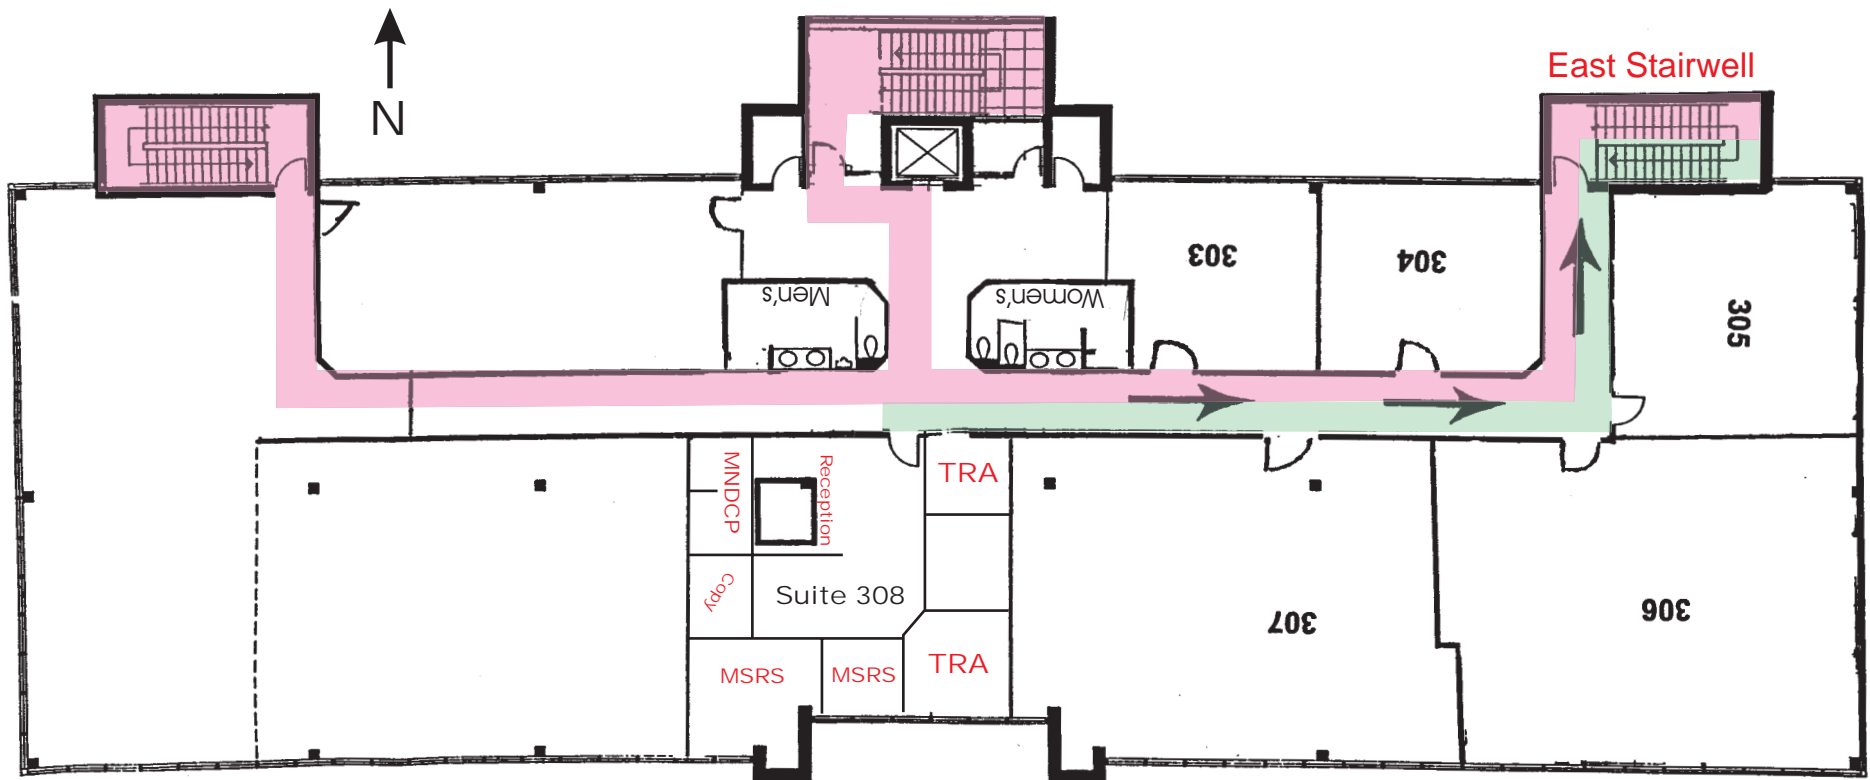 East Stairwell
N
303
304
305
Men's
Women's
MNDCP
Reception
TRA
Copy
Suite 308
307
306
MSRS
MSRS
TRA